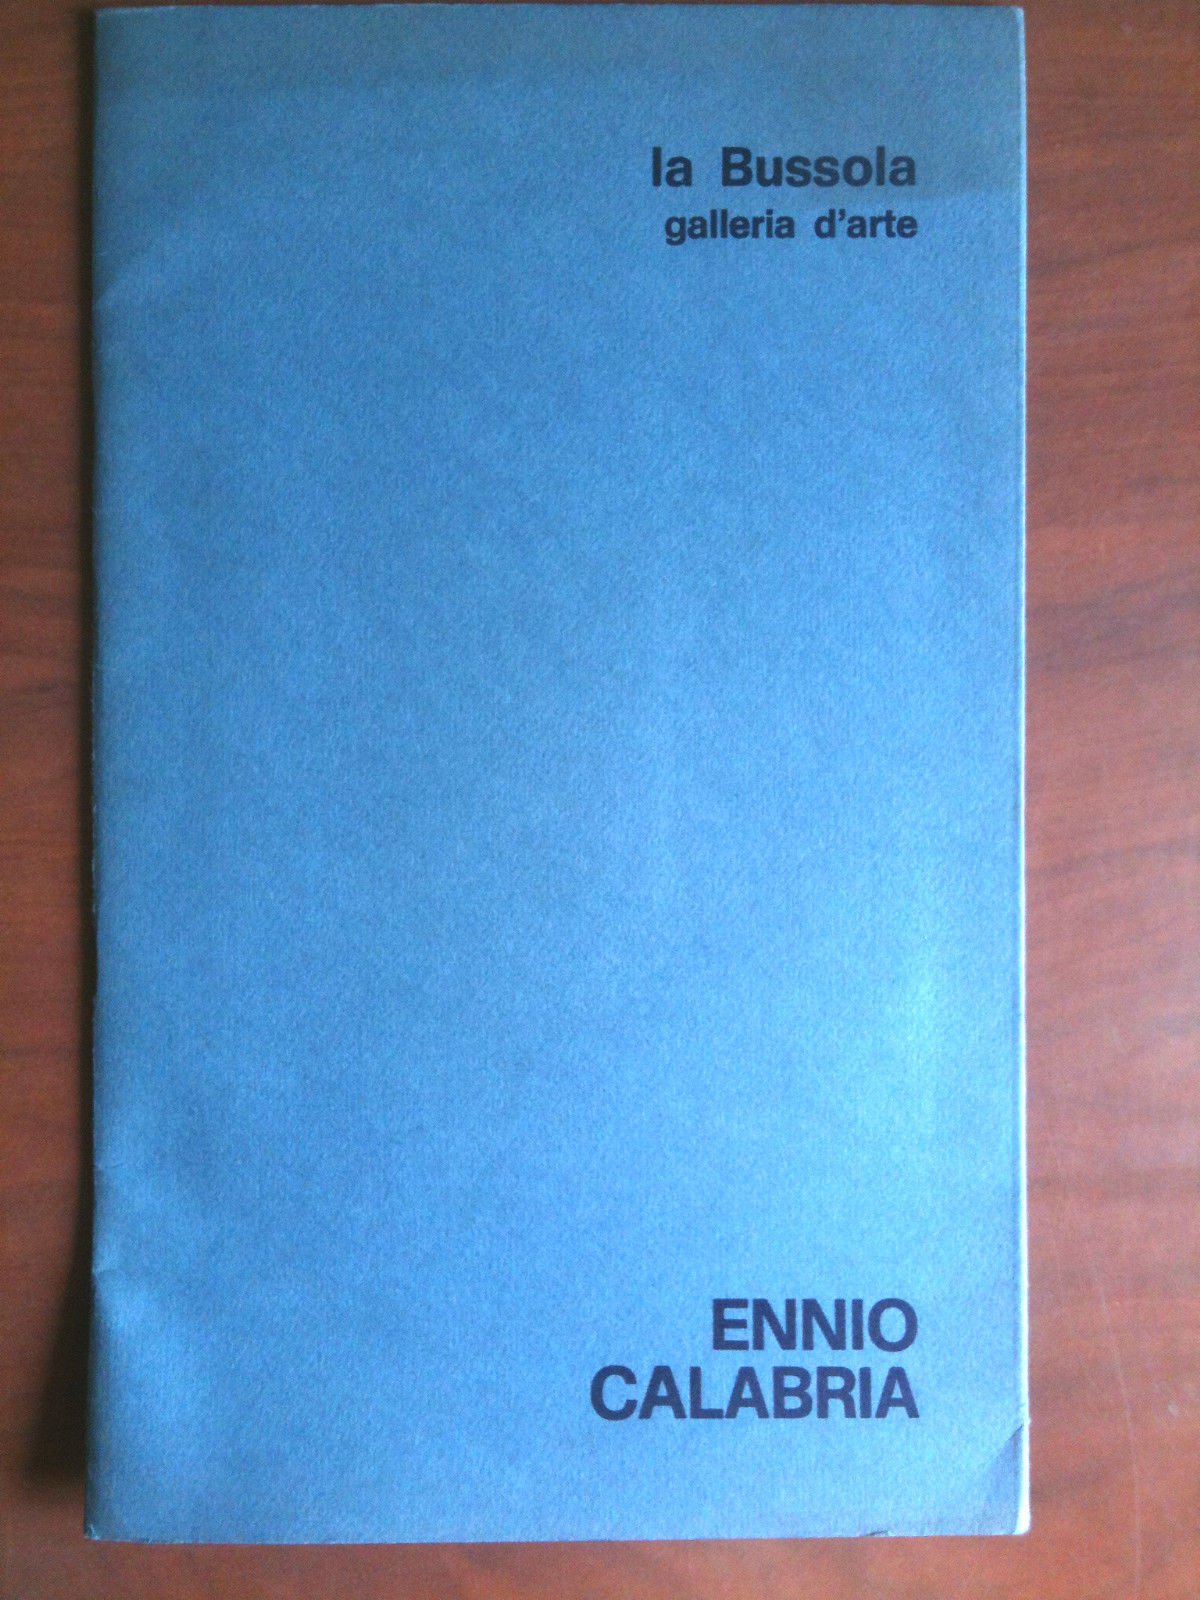 la Bussola
galleria d'arte
ENNIO
CALABRIA